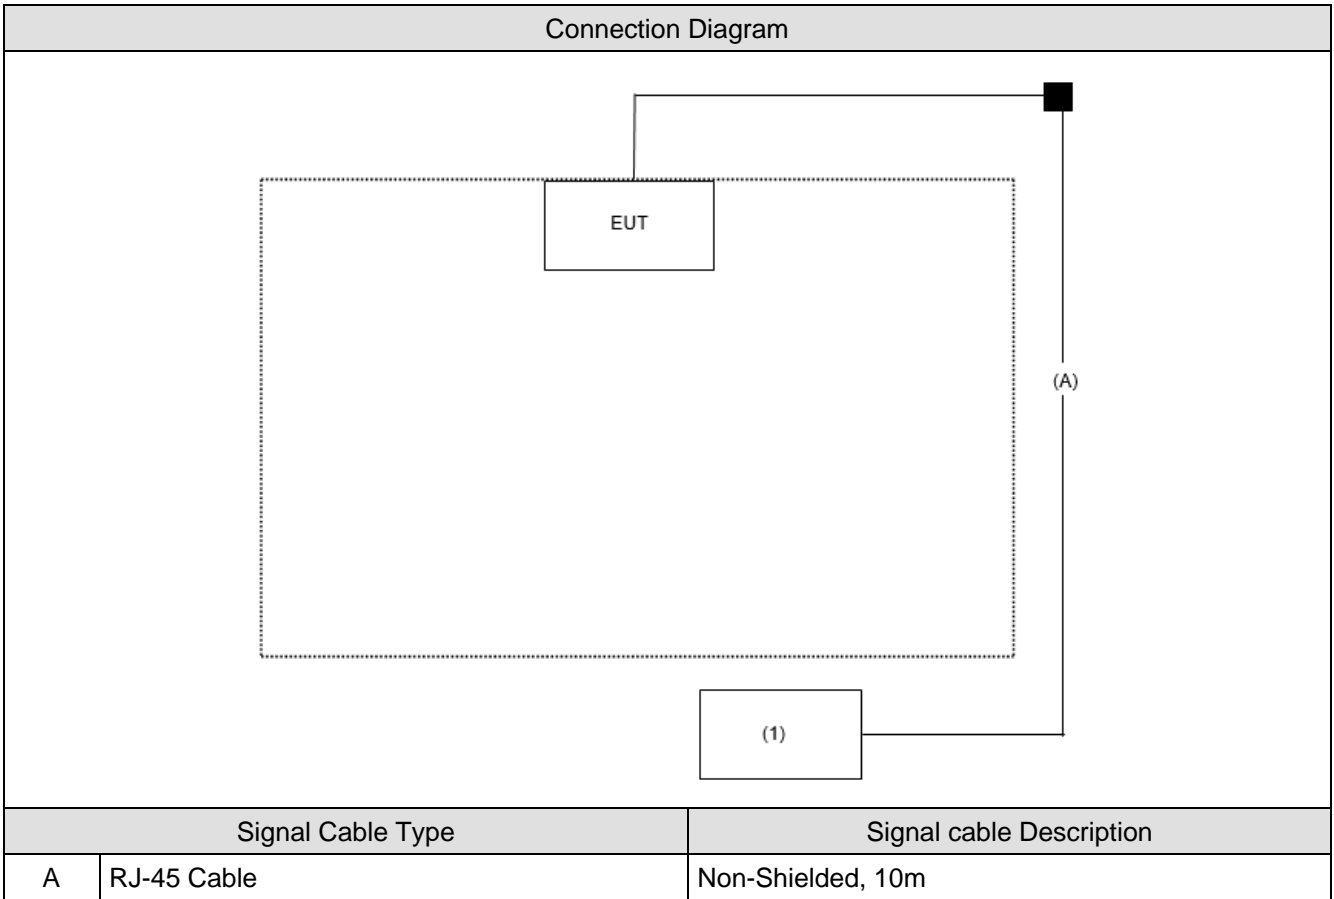 Connection Diagram
EUT
(A)
(1)
Signal Cable Type
Signal cable Description
A
RJ-45 Cable
Non-Shielded, 10m